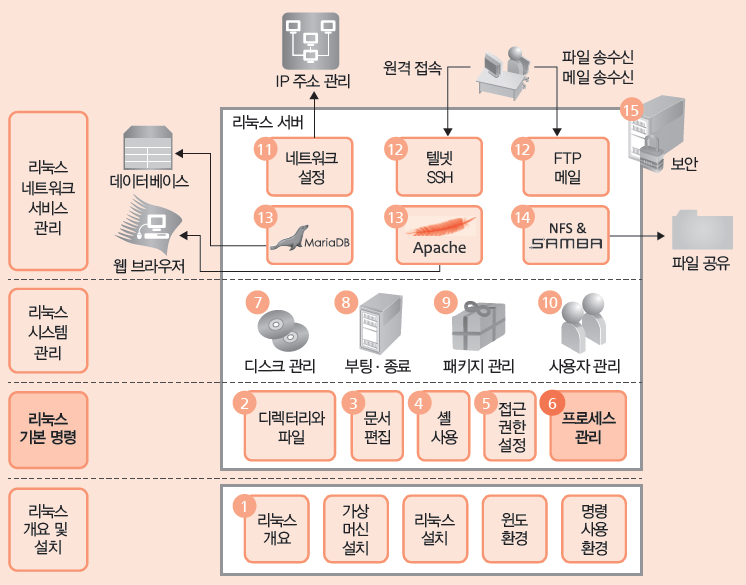 IP 주소 관리
원격 접속
파일 송수신
메일 송수신
리눅스
네트워크
서비스
관리
데이터베이스
웹 브라우저
리눅스 서버
11
네트워크
설정
12
텔넷
SSH
12
FTP
메일
15
보안
13
MariaDB
13
Apache
14
NFS &
SAMBA
파일 공유
리눅스
시스템
관리
7
디스크 관리
8
부팅·종료
9
패키지 관리
10
사용자 관리
리눅스
기본 명령
2
디렉터리와
파일
3
문서
편집
4
셸
사용
5
접근
권한
설정
6
프로세스
관리
리눅스
개요 및
설치
1
리눅스
개요
가상
머신
설치
리눅스
설치
윈도
환경
명령
사용
환경